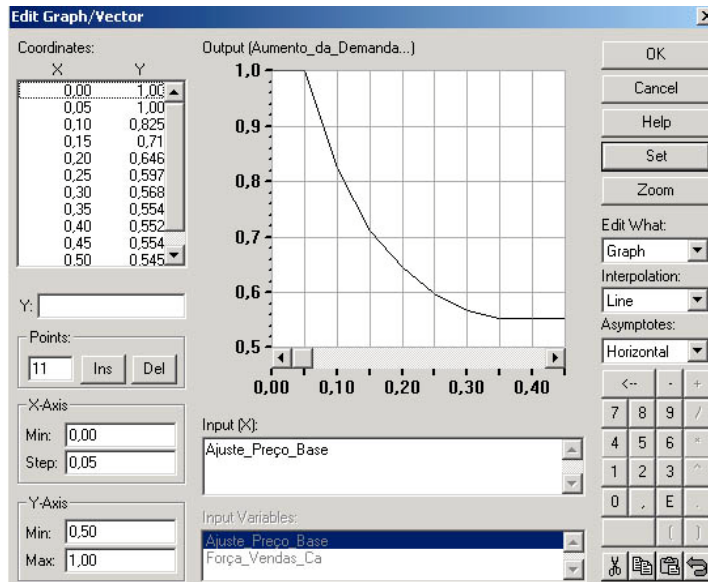 Edit Graph/Vector
Coordinates:
X Y
0,00 1,00
0,05 1,00
0,10 0,825
0,15 0,71
0,20 0,646
0,25 0,597
0,30 0,568
0,35 0,554
0,40 0,552
0,45 0,554
0,50 0,545
Y:
Points:
11 Ins Del
X-Axis
Min: 0,00
Step: 0,05
Y-Axis
Min: 0,50
Max: 1,00
Output (Aumento_da_Demanda...)
1,0
0,9
0,8
0,7
0,6
0,5
0,00 0,10 0,20 0,30 0,40
Input (X):
Ajuste_Preço_Base
Input Variables:
Ajuste_Preço_Base
Força_Vendas_Ca
OK
Cancel
Help
Set
Zoom
Edit What:
Graph
Interpolation:
Line
Asymptotes:
Horizontal
<-- - +
7 8 9 /
4 5 6 *
1 2 3 ^
0 , E .
( )